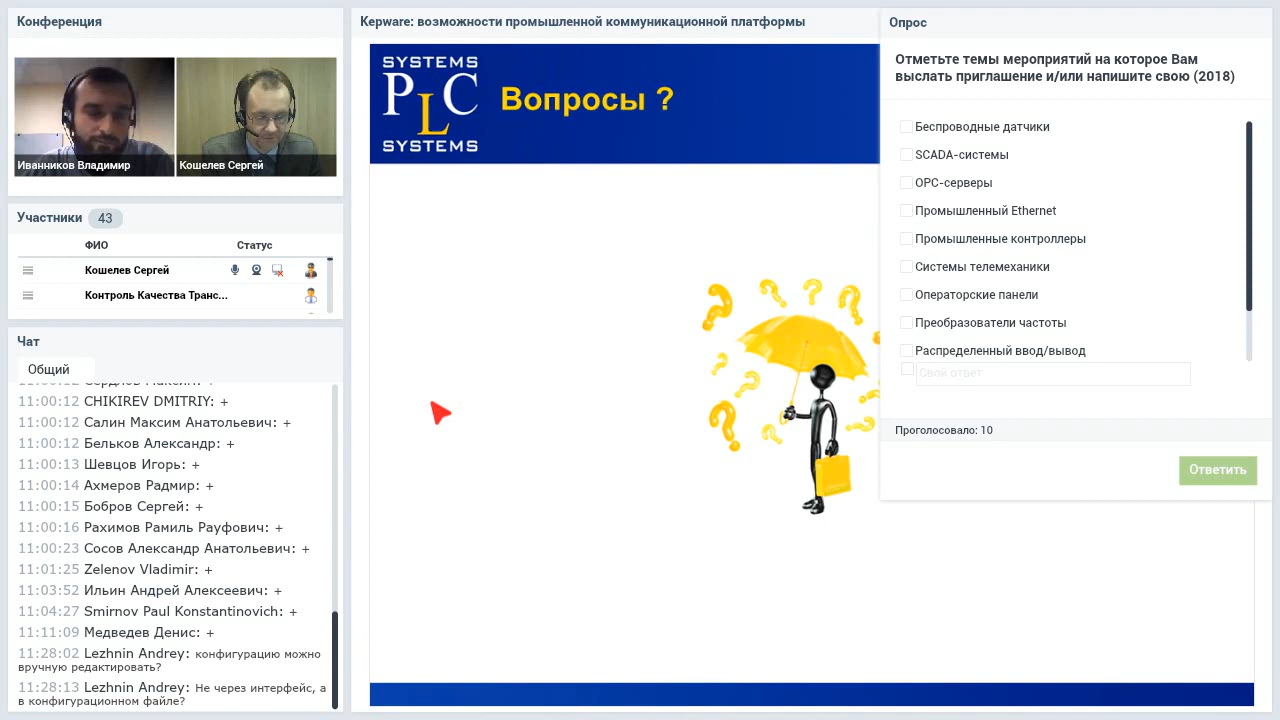 Конференция
Иванников Владимир
Кошелев Сергей
Участники 43
ФИО Статус
Кошелев Сергей
Контроль Качества Транс...
Чат
Общий
11:00:12 CHIKIREV DMITRIY: +
11:00:12 Салин Максим Анатольевич: +
11:00:12 Бельков Александр: +
11:00:13 Шевцов Игорь: +
11:00:14 Ахмеров Радмир: +
11:00:15 Бобров Сергей: +
11:00:16 Рахимов Рамиль Рауфович: +
11:00:23 Сосов Александр Анатольевич: +
11:01:25 Zelenov Vladimir: +
11:03:52 Ильин Андрей Алексеевич: +
11:04:27 Smirnov Paul Konstantinovich: +
11:11:09 Медведев Денис: +
11:28:02 Lezhnin Andrey: конфигурацию можно
вручную редактировать?
11:28:13 Lezhnin Andrey: Не через интерфейс, а
в конфигурационном файле?
Kepware: возможности промышленной коммуникационной платформы
SYSTEMS
PLC
SYSTEMS
Вопросы ?
Опрос
Отметьте темы мероприятий на которое Вам
выслать приглашение и/или напишите свою (2018)
Беспроводные датчики
SCADA-системы
OPC-серверы
Промышленный Ethernet
Промышленные контроллеры
Системы телемеханики
Операторские панели
Преобразователи частоты
Распределенный ввод/вывод
Свой ответ
Проголосовало: 10
Ответить